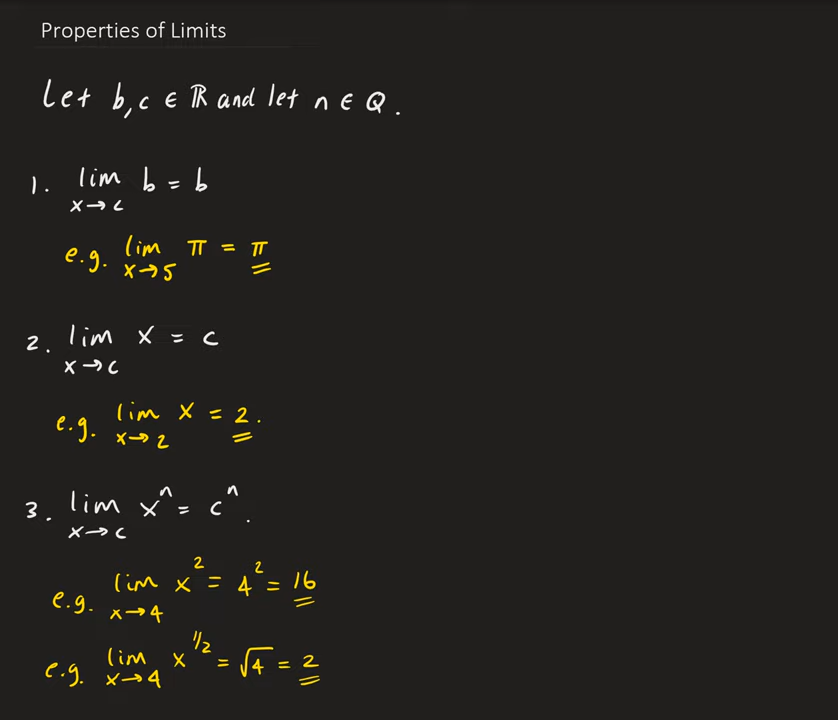 Properties of Limits
Let b, c ∈ ℝ and let n ∈ Q.
1. lim x→c b = b
e.g. lim x→5 π = π
2. lim x→c x = c
e.g. lim x→2 x = 2.
3. lim x→c xⁿ = cⁿ.
e.g. lim x→4 x² = 4² = 16
e.g. lim x→4 x^1/2 = √4 = 2